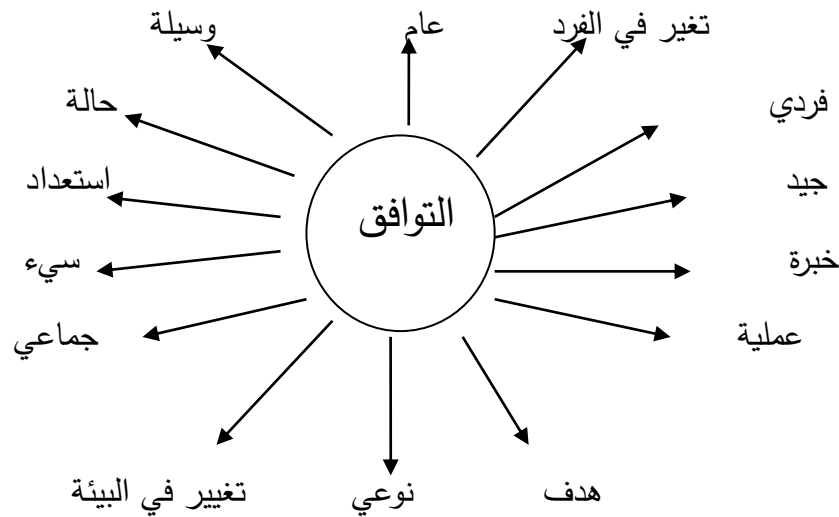 تغير في الفرد
عام
وسيلة
فردي
حالة
جيد
استعداد
التوافق
خبرة
سيء
عملية
جماعي
هدف
نوعي
تغيير في البيئة